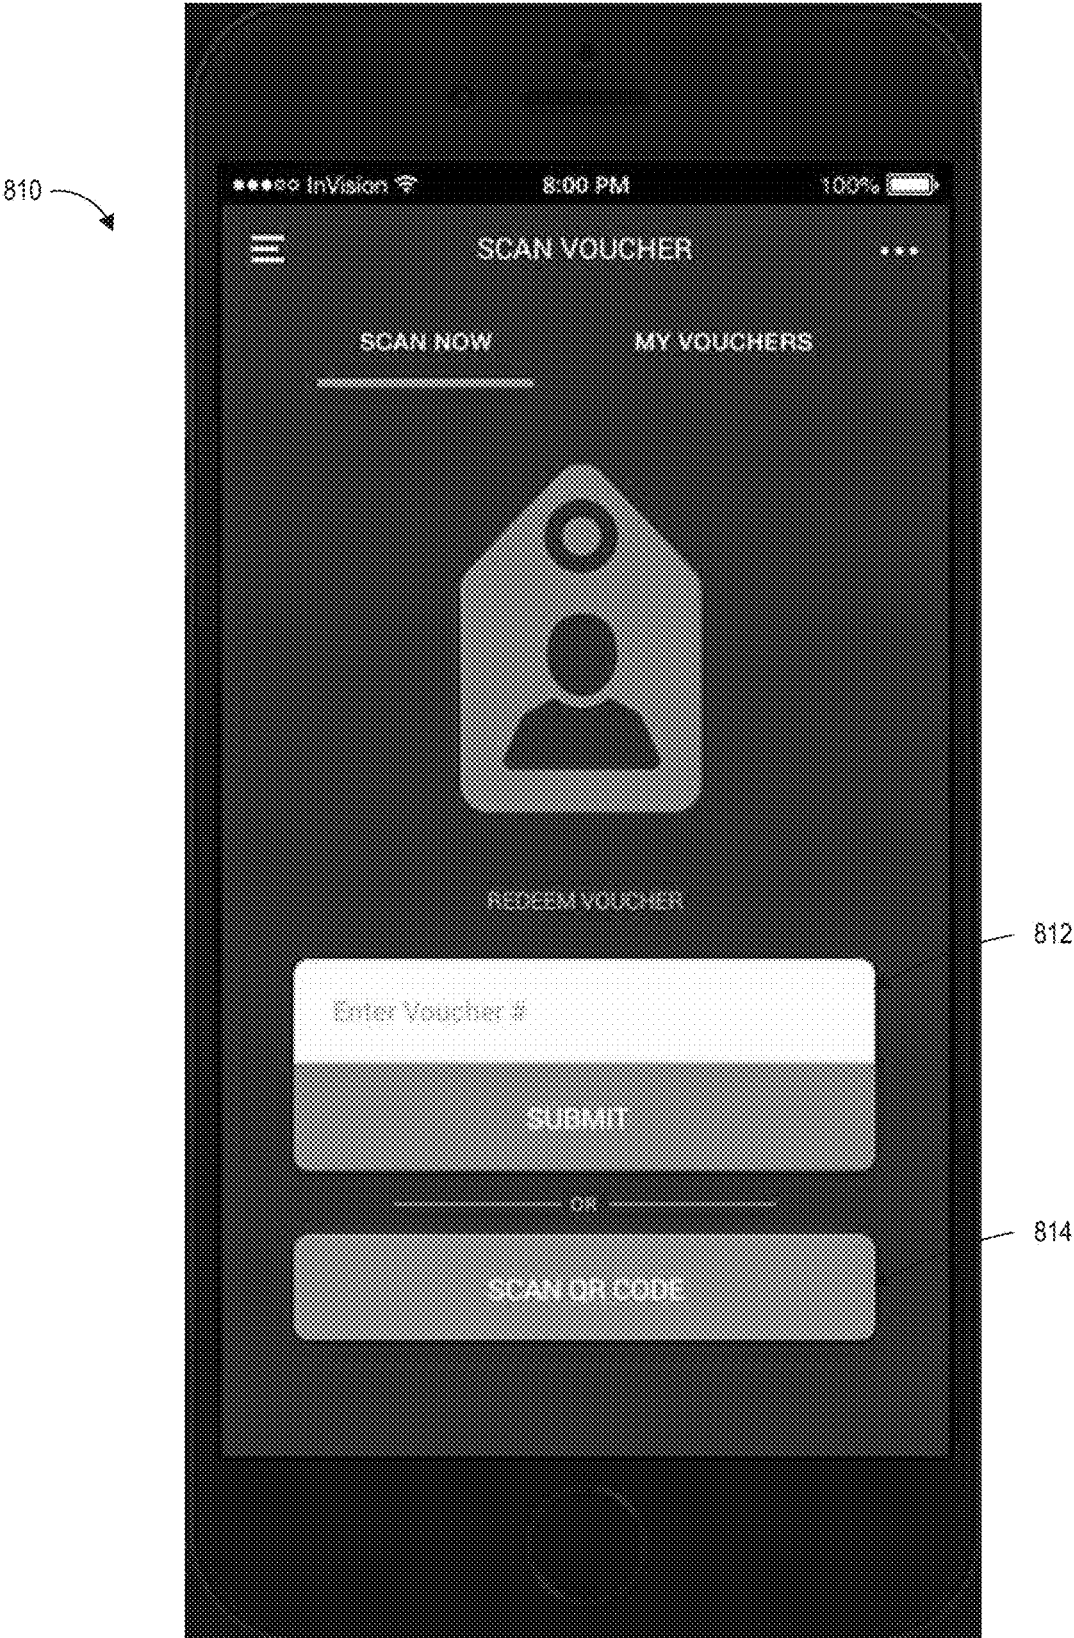 810
InVision 8:00 PM 100%
SCAN VOUCHER
SCAN NOW MY VOUCHERS
REDEEM VOUCHER
812
Enter Voucher #
SUBMIT
OR
814
SCAN QR CODE